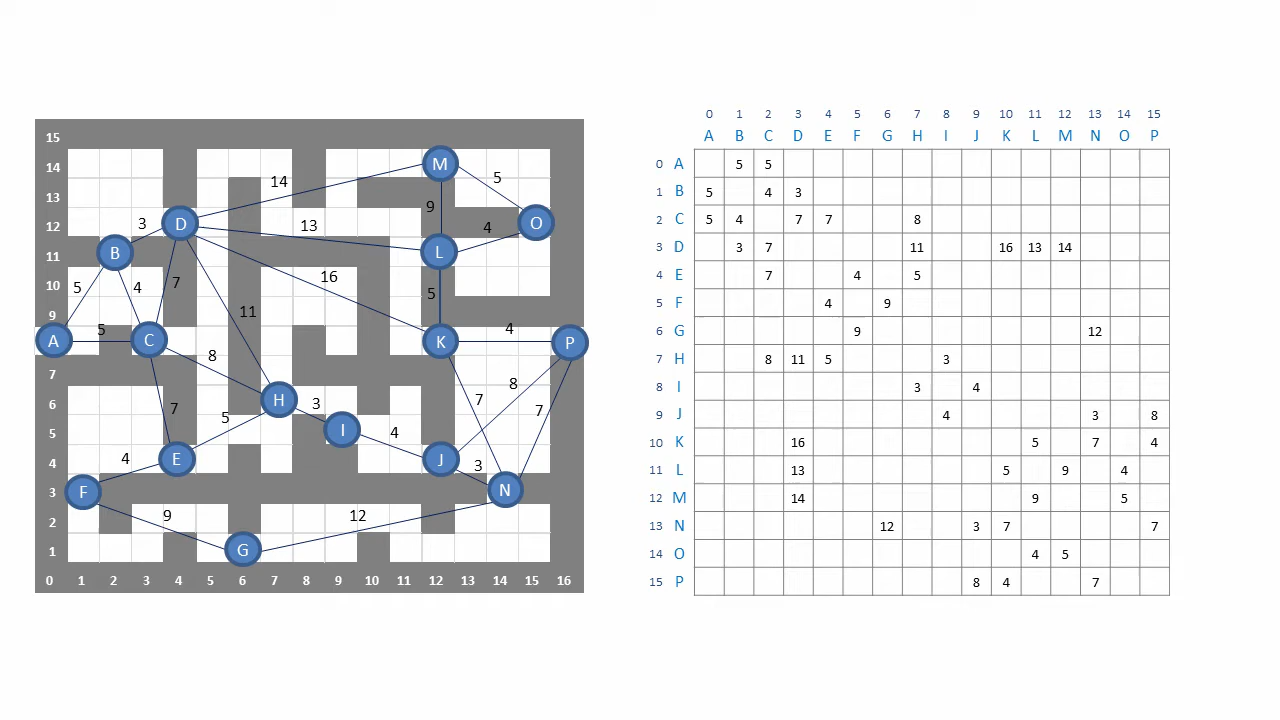 15
14
M
14
5
13
3
D
13
9
4
O
12
B
L
11
5
4
7
16
5
10
11
9
A
5
C
8
K
4
P
7
8
7
7
H
3
6
7
5
I
4
5
4
E
J
3
4
F
N
3
9
12
2
G
1
0 1 2 3 4 5 6 7 8 9 10 11 12 13 14 15 16
0 1 2 3 4 5 6 7 8 9 10 11 12 13 14 15
A B C D E F G H I J K L M N O P
0 A 5 5
1 B 5 4 3
2 C 5 4 7 7 8
3 D 3 7 11 16 13 14
4 E 7 4 5
5 F 4 9
6 G 9 12
7 H 8 11 5 3
8 I 3 4
9 J 4 3 8
10 K 16 5 7 4
11 L 13 5 9 4
12 M 14 9 5
13 N 12 3 7 7
14 O 4 5
15 P 8 4 7